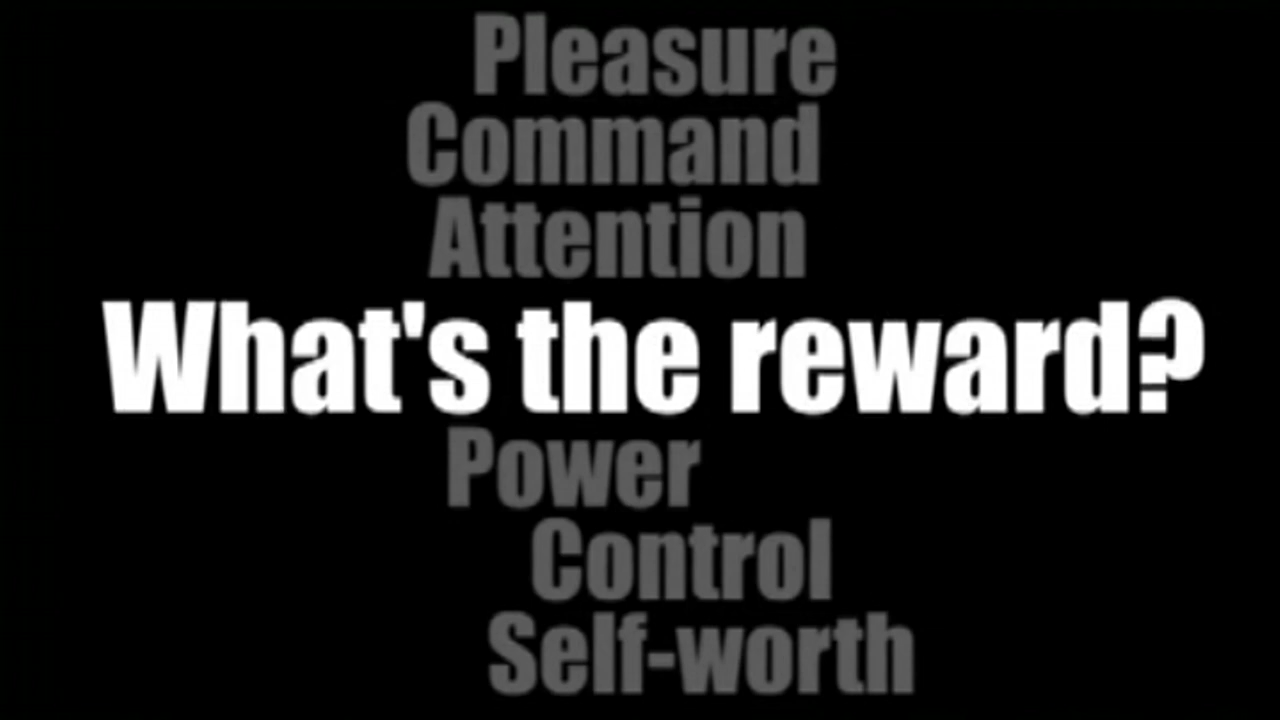 Pleasure
Command
Attention
What's the reward?
Power
Control
Self-worth